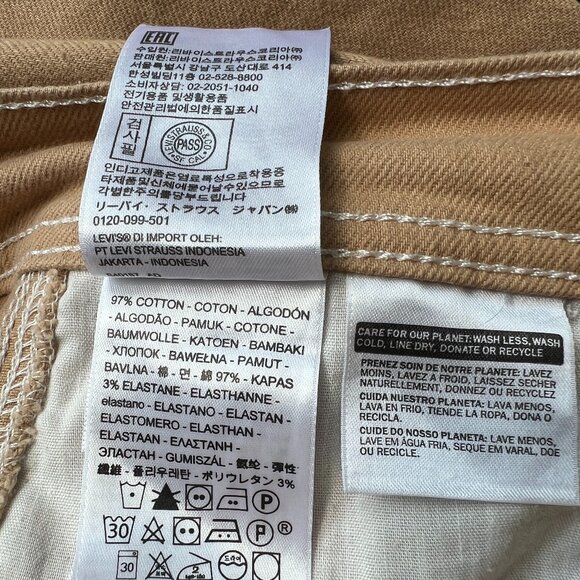 EAC
수입원:리바이스트라우스코리아(유)
판매원:리바이스트라우스코리아(유)
서울특별시 강남구 도산대로 414
한성빌딩11층 02-528-8800
소비자상담: 02-2051-1040
전기용품 및생활용품
안전관리법에의한품질표시
검사필
LEVI STRAUSS & CO
PASS
SF CAL
인디고제품은염료특성으로착용중
타제품및신체에묻어날수있으므로
각별한주의를부탁드립니다
リーバイ・ストラウス ジャパン㈱
0120-099-501
LEVI'S® DI IMPORT OLEH:
PT LEVI STRAUSS INDONESIA
JAKARTA - INDONESIA
97% COTTON - COTON - ALGODÓN
- ALGODÃO - PAMUK - COTONE -
BAUMWOLLE - KATOEN - BAMBAKI
- ХЛОПОК - BAWEŁNA - PAMUT -
BAVLNA - 棉 - 면 - 綿 97% - KAPAS
3% ELASTANE - ELASTHANNE -
elastano - ELASTANO - ELASTAN -
ELASTOMERO - ELASTHAN -
ELASTAAN - ΕΛΑΣΤΑΝΗ -
ЭЛАСТАН - GUMISZÁL - 氨纶 - 彈性
纖維 - 폴리우레탄 - ポリウレタン 3%
P
30
P
®
30
CARE FOR OUR PLANET: WASH LESS, WASH
COLD, LINE DRY, DONATE OR RECYCLE
PRENEZ SOIN DE NOTRE PLANETE: LAVEZ
MOINS, LAVEZ A FROID, LAISSEZ SECHER
NATURELLEMENT, DONNEZ OU RECYCLEZ
CUIDA NUESTRO PLANETA: LAVA MENOS,
LAVA EN FRIO, TIENDE LA ROPA, DONA O
RECICLA.
CUIDE DO NOSSO PLANETA: LAVE MENOS,
LAVE EM ÁGUA FRIA, SEQUE EM VARAL, DOE
OU RECICLE.